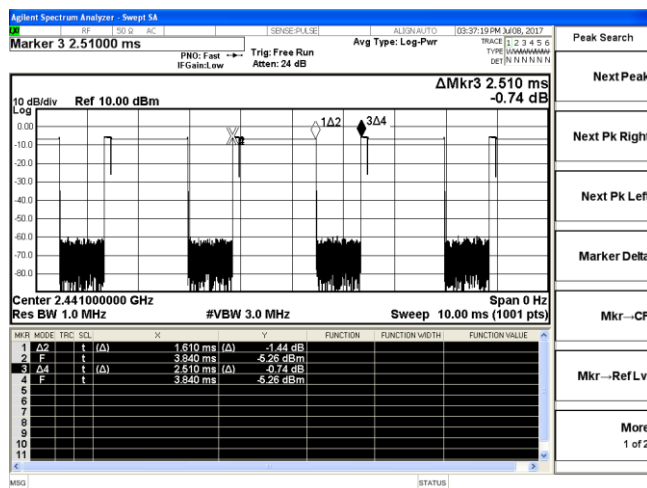 Agilent Spectrum Analyzer - Swept SA
RF 50 Ω AC SENSE:PULSE ALIGN AUTO 03:37:19 PM Jul 08, 2017
Marker 3 2.51000 ms
PNO: Fast
IFGain:Low
Trig: Free Run
Atten: 24 dB
Avg Type: Log-Pwr
TRACE 1 2 3 4 5 6
TYPE
DET N N N N N N
Peak Search
ΔMkr3 2.510 ms
-0.74 dB
10 dB/div Ref 10.00 dBm
Log
0.00
-10.0
-20.0
-30.0
-40.0
-50.0
-60.0
-70.0
-80.0
1Δ2
3Δ4
Center 2.441000000 GHz Span 0 Hz
Res BW 1.0 MHz #VBW 3.0 MHz Sweep 10.00 ms (1001 pts)
MKR MODE TRC SCL X Y FUNCTION FUNCTION WIDTH FUNCTION VALUE
1 Δ2 t (Δ) 1.610 ms (Δ) -1.44 dB
2 F t 3.840 ms -5.26 dBm
3 Δ4 t (Δ) 2.510 ms (Δ) -0.74 dB
4 F t 3.840 ms -5.26 dBm
5
6
7
8
9
10
11
MSG STATUS
Next Peak
Next Pk Right
Next Pk Left
Marker Delta
Mkr→CF
Mkr→Ref Lv
More
1 of 2